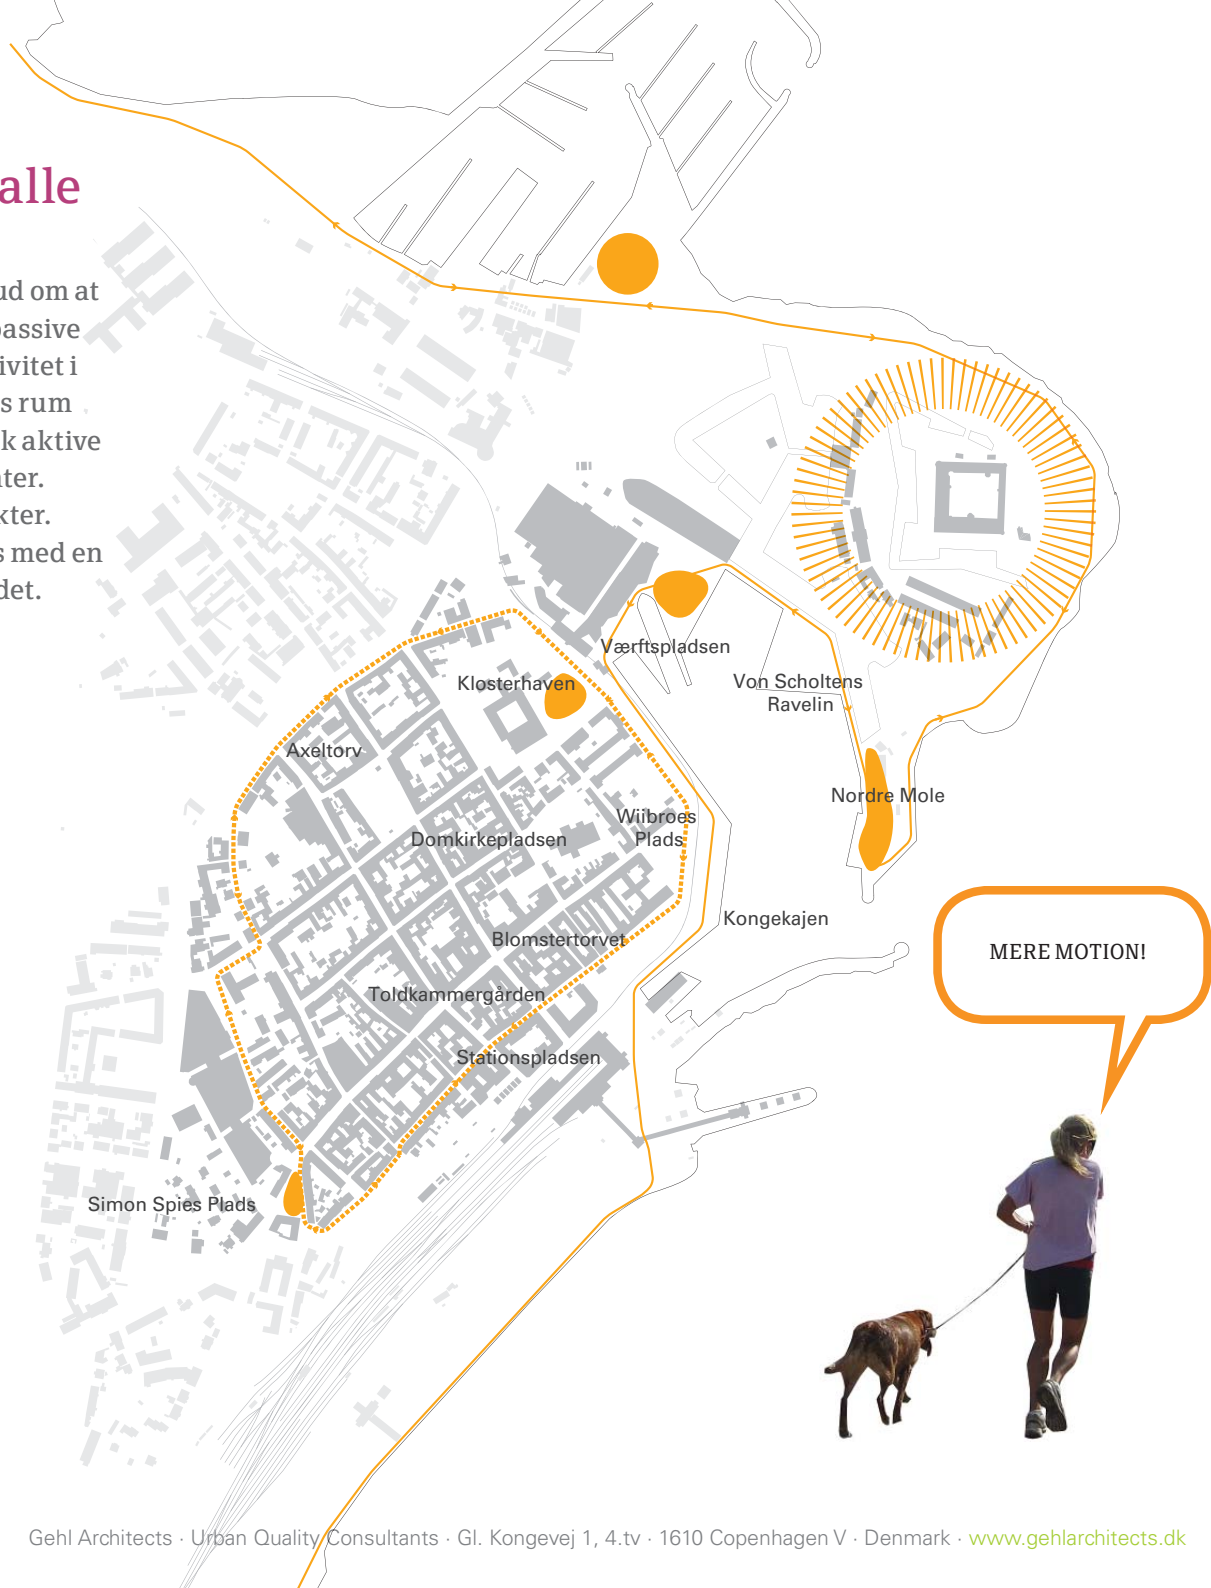 alle
ud om at
passive
ivitet i
s rum
k aktive
nter.
kter.
s med en
det.
Værftspladsen
Klosterhaven
Von Scholtens
Ravelin
Axeltorv
Nordre Mole
Wiibroes
Plads
Domkirkepladsen
Kongekajen
Blomstertorvet
MERE MOTION!
Toldkammergården
Stationspladsen
Simon Spies Plads
Gehl Architects · Urban Quality Consultants · Gl. Kongevej 1, 4.tv · 1610 Copenhagen V · Denmark · www.gehlarchitects.dk